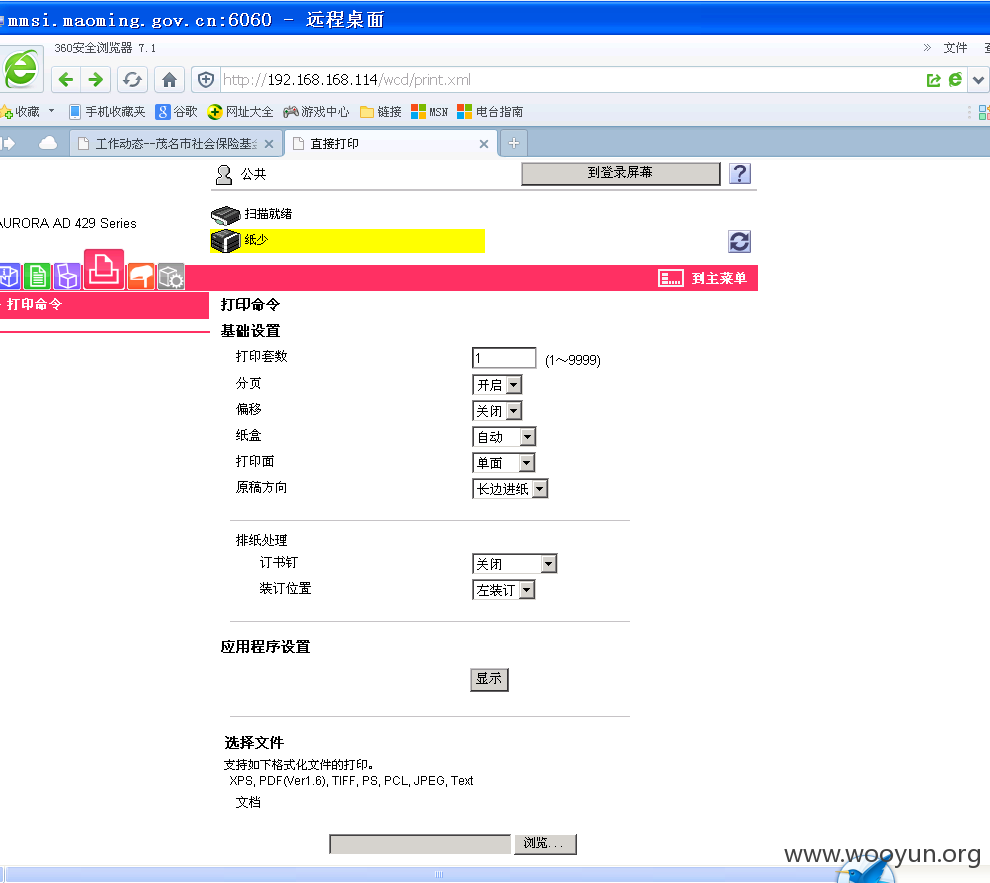 mmsi.maoming.gov.cn:6060 - 远程桌面
360安全浏览器 7.1
» 文件
http://192.168.168.114/wcd/print.xml
收藏 手机收藏夹 谷歌 网址大全 游戏中心 链接 MSN 电台指南
工作动态--茂名市社会保险基 直接打印
公共 到登录屏幕 ?
扫描就绪
AURORA AD 429 Series
纸少
到主菜单
打印命令
打印命令
基础设置
打印套数 1 (1～9999)
分页 开启
偏移 关闭
纸盒 自动
打印面 单面
原稿方向 长边进纸
排纸处理
订书钉 关闭
装订位置 左装订
应用程序设置
显示
选择文件
支持如下格式化文件的打印。
XPS, PDF(Ver1.6), TIFF, PS, PCL, JPEG, Text
文档
浏览...
www.wooyun.org